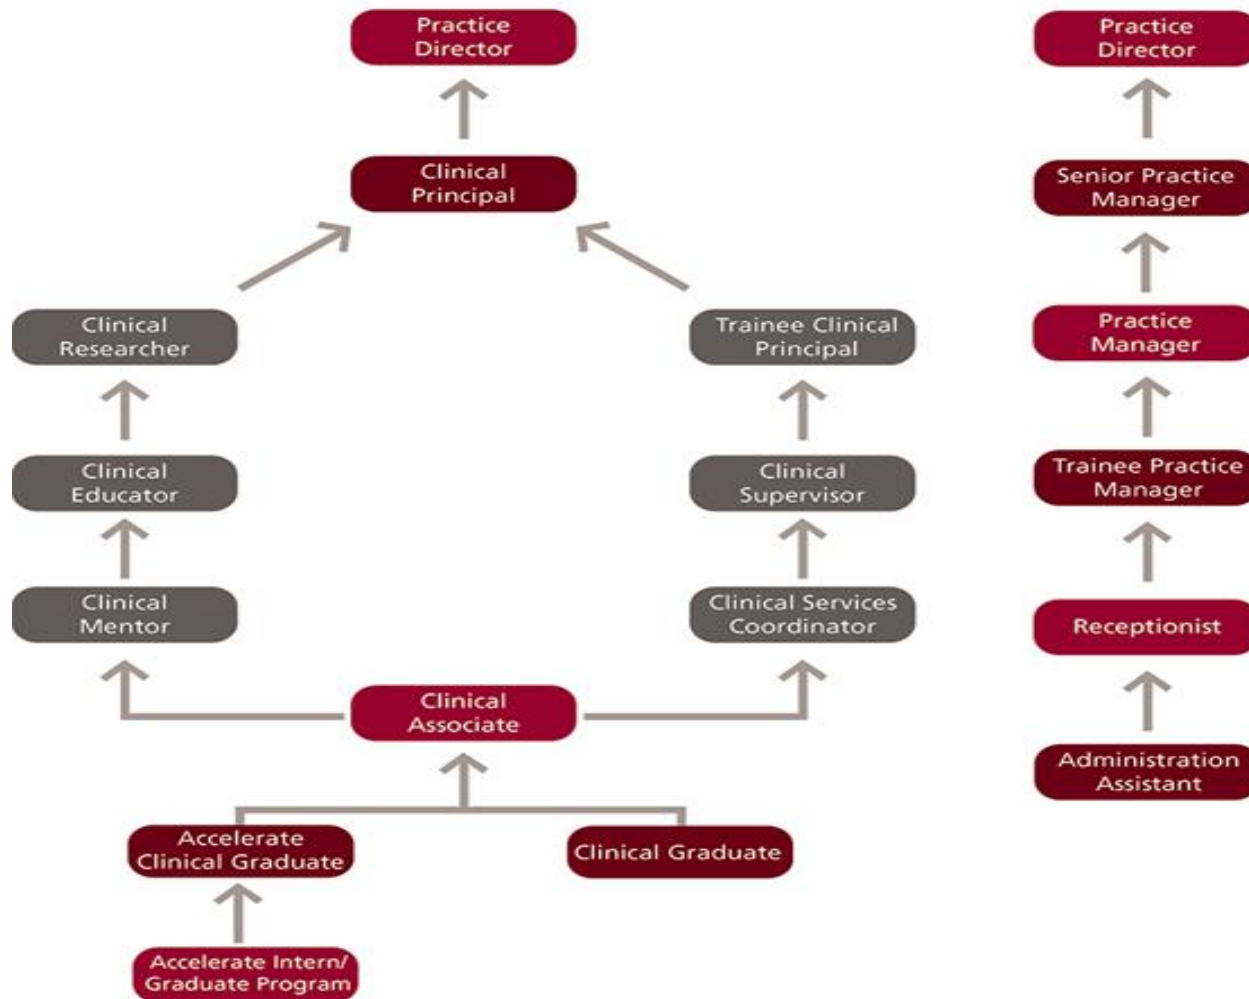 Practice
Director
Clinical
Principal
Clinical
Researcher
Trainee Clinical
Principal
Clinical
Educator
Clinical
Supervisor
Clinical
Mentor
Clinical Services
Coordinator
Clinical
Associate
Accelerate
Clinical Graduate
Clinical Graduate
Accelerate Intern/
Graduate Program
Practice
Director
Senior Practice
Manager
Practice
Manager
Trainee Practice
Manager
Receptionist
Administration
Assistant